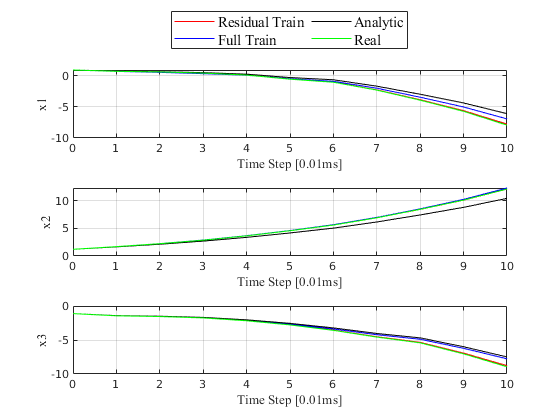 Residual Train
Analytic
Full Train
Real
0
-5
-10
x1
0 1 2 3 4 5 6 7 8 9 10
Time Step [0.01ms]
10
5
0
x2
0 1 2 3 4 5 6 7 8 9 10
Time Step [0.01ms]
0
-5
-10
x3
0 1 2 3 4 5 6 7 8 9 10
Time Step [0.01ms]